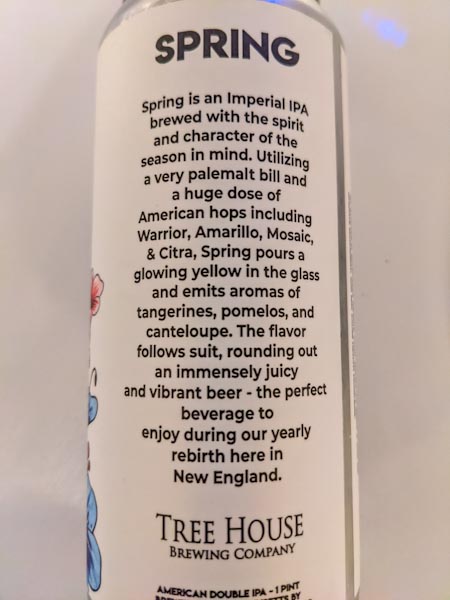 SPRING
Spring is an Imperial IPA
brewed with the spirit
and character of the
season in mind. Utilizing
a very palemalt bill and
a huge dose of
American hops including
Warrior, Amarillo, Mosaic,
& Citra, Spring pours a
glowing yellow in the glass
and emits aromas of
tangerines, pomelos, and
canteloupe. The flavor
follows suit, rounding out
an immensely juicy
and vibrant beer - the perfect
beverage to
enjoy during our yearly
rebirth here in
New England.
TREE HOUSE
BREWING COMPANY
AMERICAN DOUBLE IPA - 1 PINT